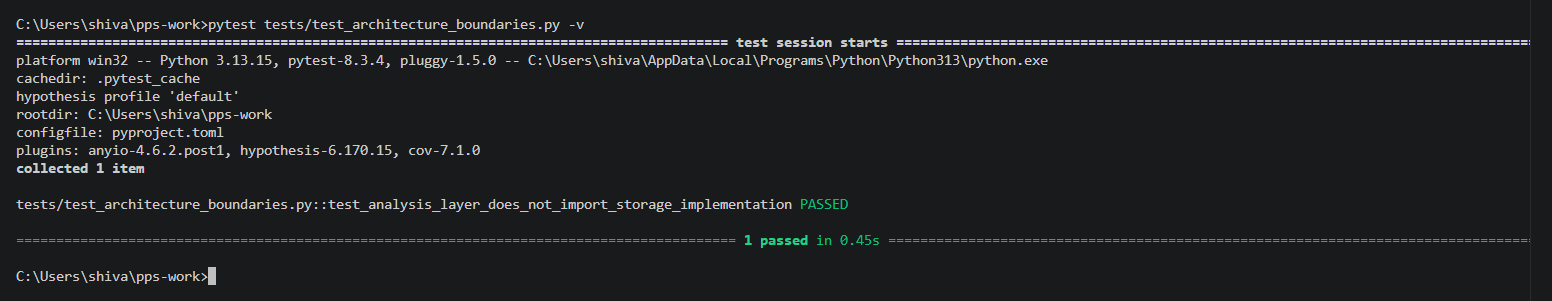 C:\Users\shiva\pps-work>pytest tests/test_architecture_boundaries.py -v
========================================================================================= test session starts ================================================================================
platform win32 -- Python 3.13.15, pytest-8.3.4, pluggy-1.5.0 -- C:\Users\shiva\AppData\Local\Programs\Python\Python313\python.exe
cachedir: .pytest_cache
hypothesis profile 'default'
rootdir: C:\Users\shiva\pps-work
configfile: pyproject.toml
plugins: anyio-4.6.2.post1, hypothesis-6.170.15, cov-7.1.0
collected 1 item
tests/test_architecture_boundaries.py::test_analysis_layer_does_not_import_storage_implementation PASSED
========================================================================================== 1 passed in 0.45s =================================================================================
C:\Users\shiva\pps-work>